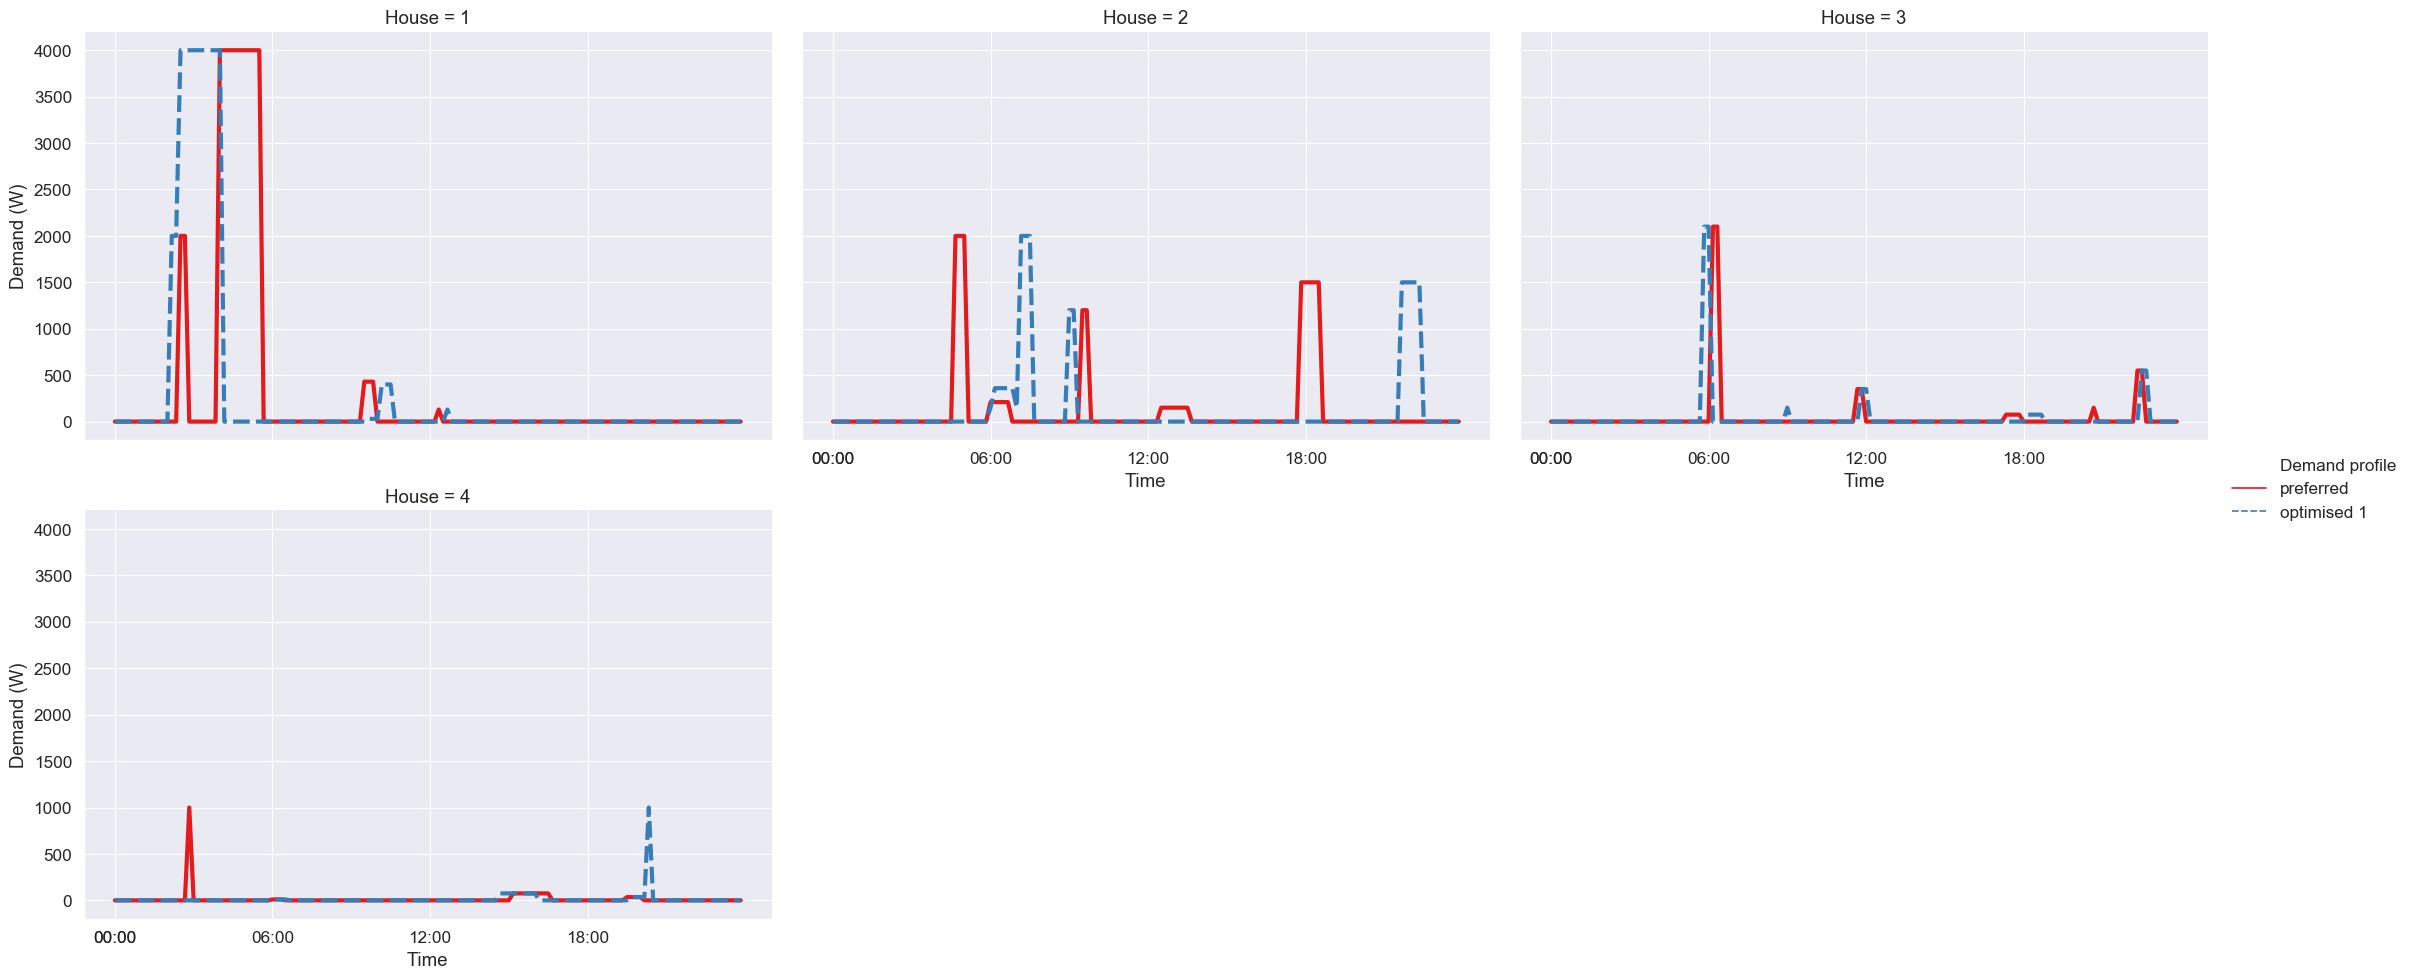 House = 1
House = 2
House = 3
4000
3500
3000
2500
2000
1500
1000
500
0
Demand (W)
00:00
06:00
12:00
18:00
Time
00:00
06:00
12:00
18:00
Time
Demand profile
preferred
optimised 1
House = 4
4000
3500
3000
2500
2000
1500
1000
500
0
Demand (W)
00:00
06:00
12:00
18:00
Time